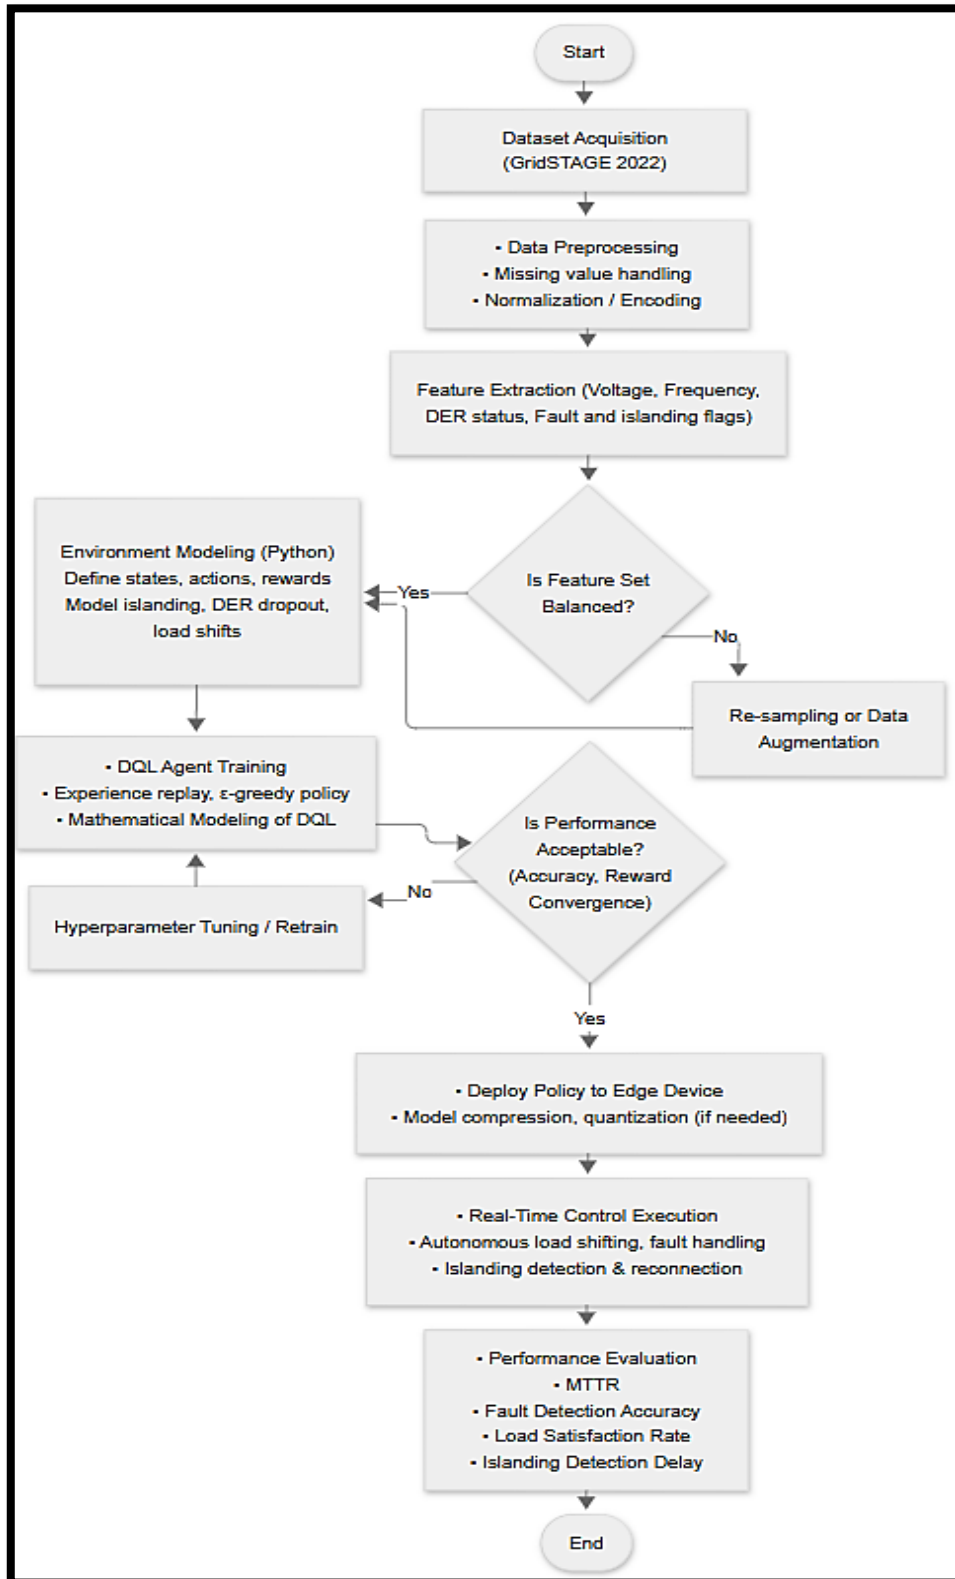 Start
Dataset Acquisition
(GridSTAGE 2022)
• Data Preprocessing
• Missing value handling
• Normalization / Encoding
Feature Extraction (Voltage, Frequency,
DER status, Fault and islanding flags)
Is Feature Set
Balanced?
Yes
No
Environment Modeling (Python)
Define states, actions, rewards
Model islanding, DER dropout,
load shifts
Re-sampling or Data
Augmentation
• DQL Agent Training
• Experience replay, ε-greedy policy
• Mathematical Modeling of DQL
Is Performance
Acceptable?
(Accuracy, Reward
Convergence)
No
Hyperparameter Tuning / Retrain
Yes
• Deploy Policy to Edge Device
• Model compression, quantization (if needed)
• Real-Time Control Execution
• Autonomous load shifting, fault handling
• Islanding detection & reconnection
• Performance Evaluation
• MTTR
• Fault Detection Accuracy
• Load Satisfaction Rate
• Islanding Detection Delay
End